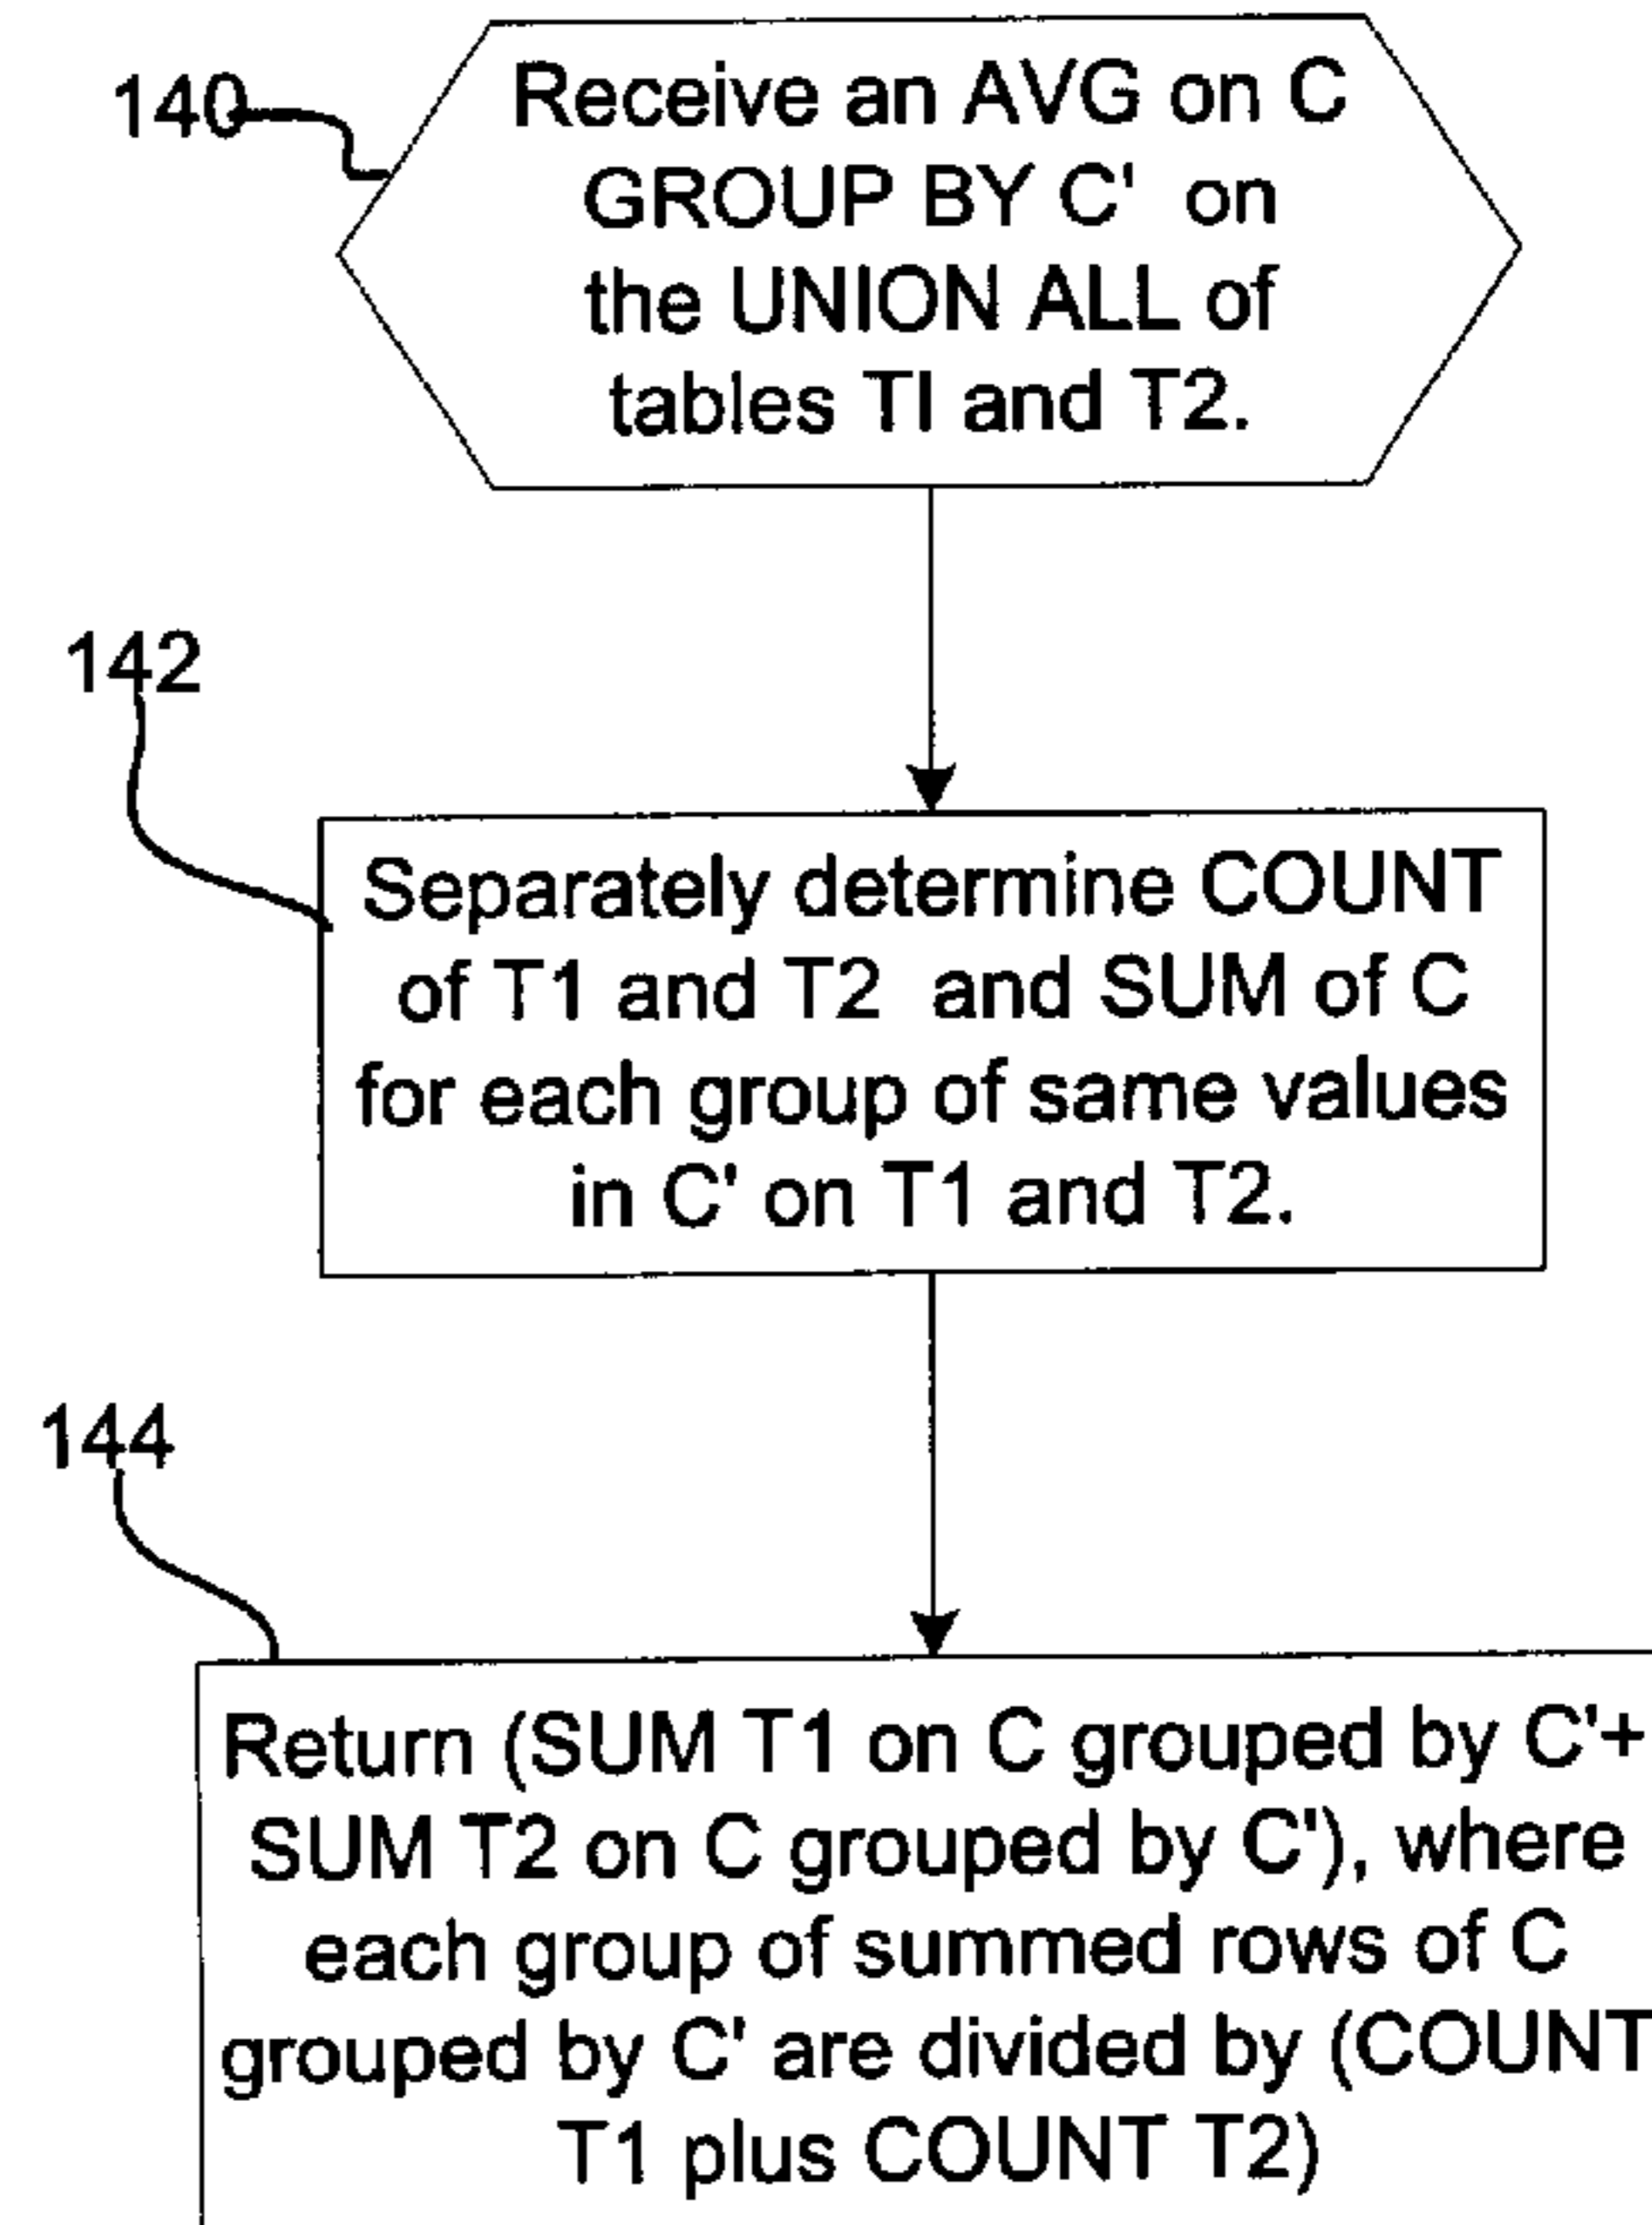 140
Receive an AVG on C
GROUP BY C' on
the UNION ALL of
tables TI and T2.
142
Separately determine COUNT
of T1 and T2 and SUM of C
for each group of same values
in C' on T1 and T2.
144
Return (SUM T1 on C grouped by C'+
SUM T2 on C grouped by C'), where
each group of summed rows of C
grouped by C' are divided by (COUNT
T1 plus COUNT T2)